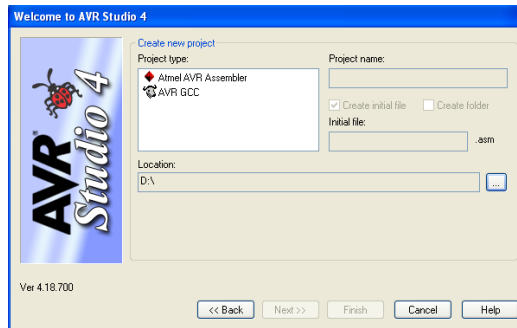 Welcome to AVR Studio 4
Create new project
Project type:
Atmel AVR Assembler
AVR GCC
Project name:
Create initial file
Create folder
Initial file:
.asm
Location:
D:\
...
AVR
Studio 4
Ver 4.18.700
<< Back
Next >>
Finish
Cancel
Help